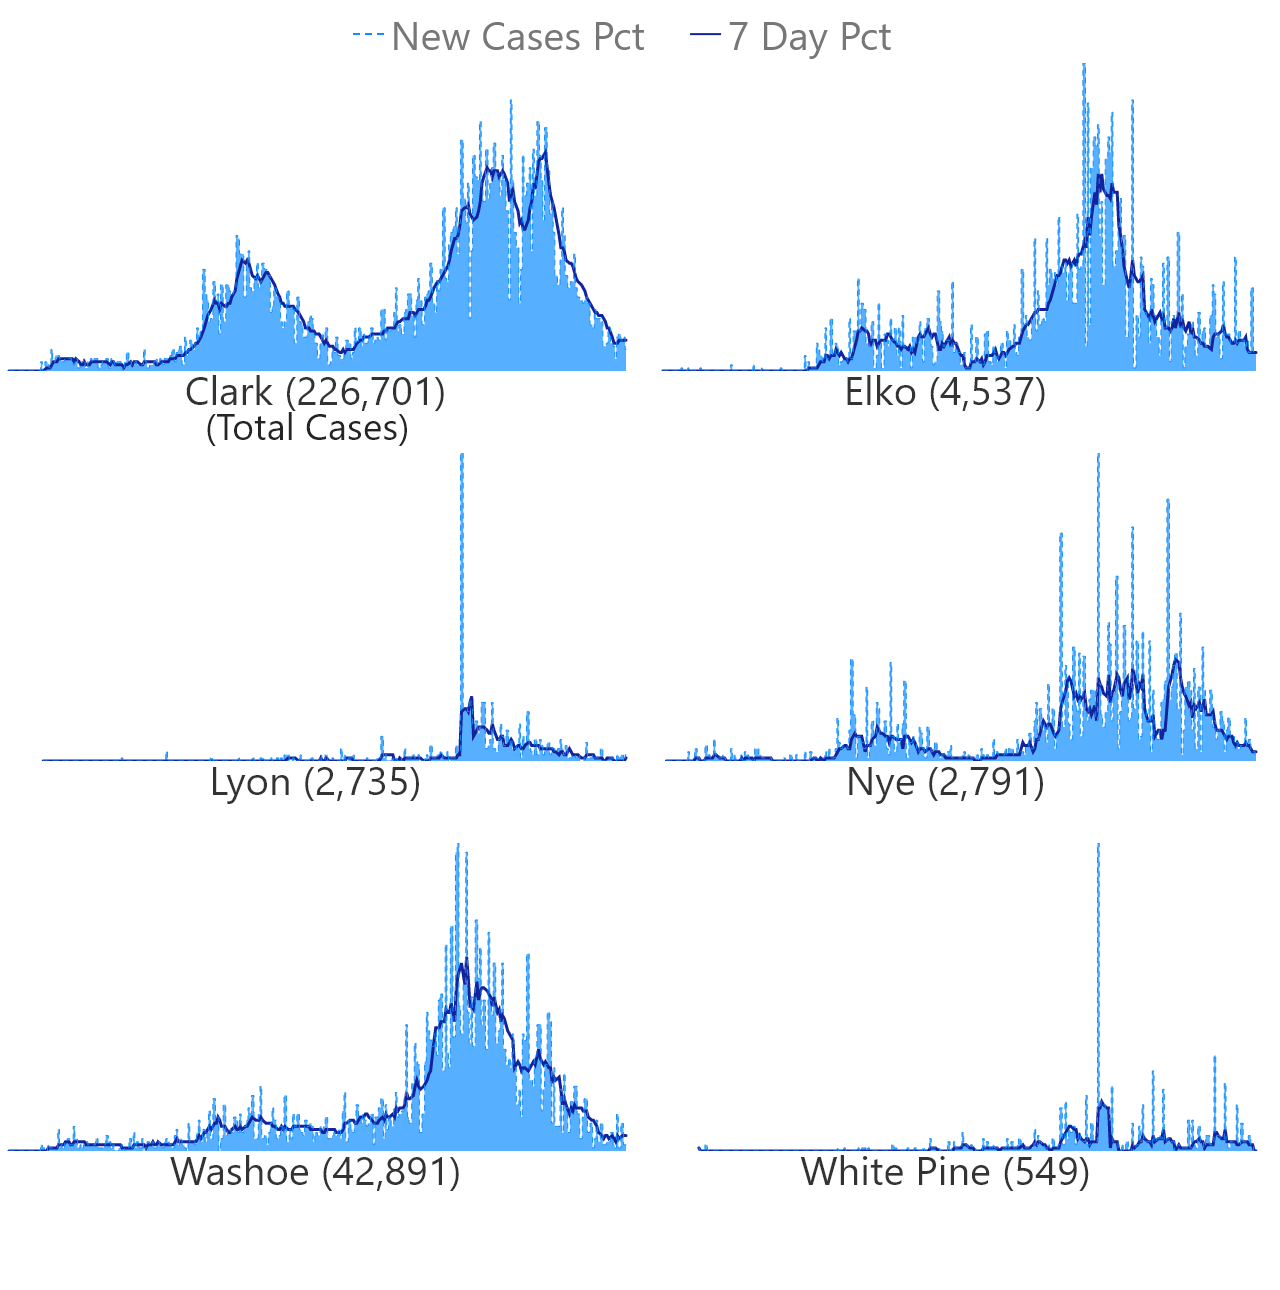 New Cases Pct 7 Day Pct
Clark (226,701) Elko (4,537)
(Total Cases)
Lyon (2,735) Nye (2,791)
Washoe (42,891) White Pine (549)